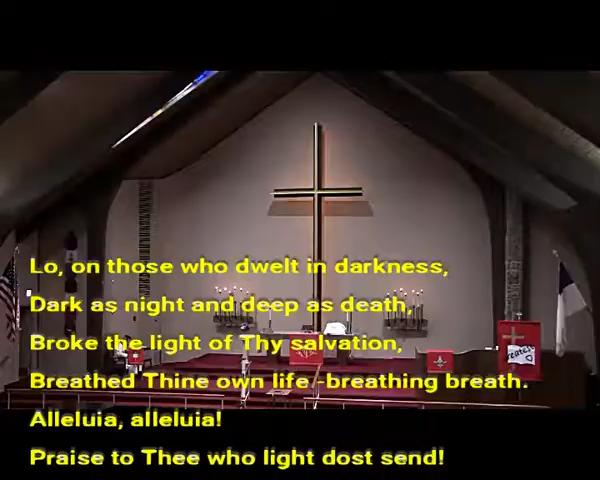 Lo, on those who dwelt in darkness,
Dark as night and deep as death,
Broke the light of Thy salvation,
Breathed Thine own life-breathing breath.
Alleluia, alleluia!
Praise to Thee who light dost send!